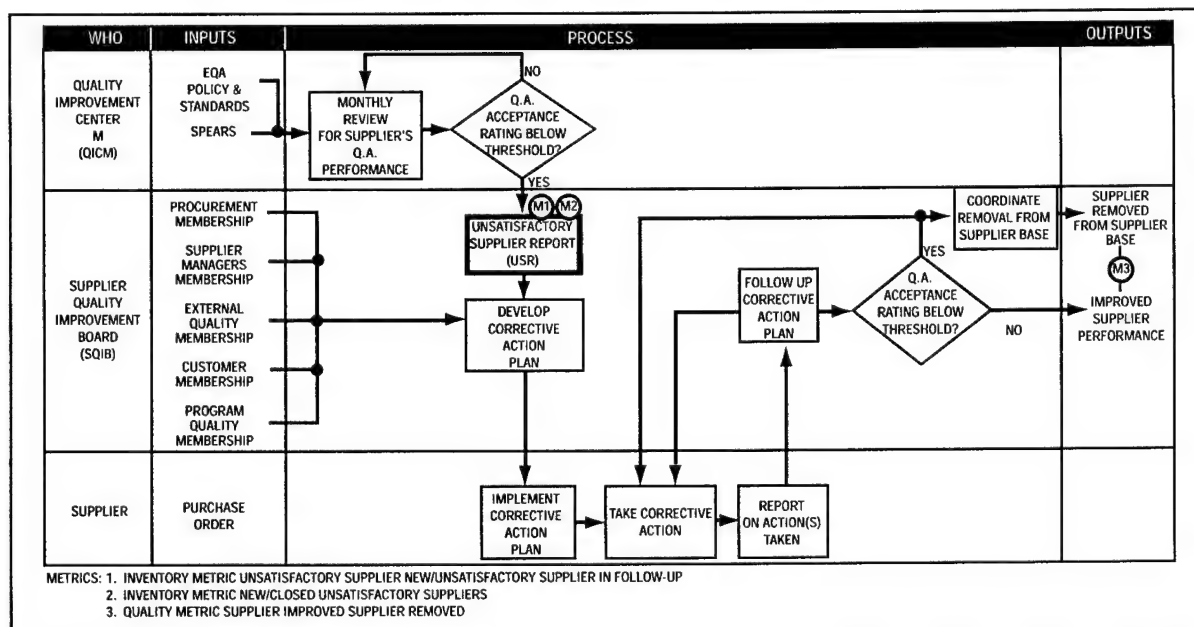 WHO
INPUTS
PROCESS
OUTPUTS
QUALITY
IMPROVEMENT
CENTER
M
(QICM)
EQA
POLICY &
STANDARDS
SPEARS
MONTHLY
REVIEW
FOR SUPPLIER'S
Q.A.
PERFORMANCE
NO
Q.A.
ACCEPTANCE
RATING BELOW
THRESHOLD?
YES
SUPPLIER
QUALITY
IMPROVEMENT
BOARD
(SQIB)
PROCUREMENT
MEMBERSHIP
SUPPLIER
MANAGERS
MEMBERSHIP
EXTERNAL
QUALITY
MEMBERSHIP
CUSTOMER
MEMBERSHIP
PROGRAM
QUALITY
MEMBERSHIP
M1 M2
UNSATISFACTORY
SUPPLIER REPORT
(USR)
DEVELOP
CORRECTIVE
ACTION
PLAN
FOLLOW UP
CORRECTIVE
ACTION
PLAN
YES
Q.A.
ACCEPTANCE
RATING BELOW
THRESHOLD?
NO
COORDINATE
REMOVAL FROM
SUPPLIER BASE
SUPPLIER
REMOVED
FROM SUPPLIER
BASE
M3
IMPROVED
SUPPLIER
PERFORMANCE
SUPPLIER
PURCHASE
ORDER
IMPLEMENT
CORRECTIVE
ACTION
PLAN
TAKE CORRECTIVE
ACTION
REPORT
ON ACTION(S)
TAKEN
METRICS: 1. INVENTORY METRIC UNSATISFACTORY SUPPLIER NEW/UNSATISFACTORY SUPPLIER IN FOLLOW-UP
2. INVENTORY METRIC NEW/CLOSED UNSATISFACTORY SUPPLIERS
3. QUALITY METRIC SUPPLIER IMPROVED SUPPLIER REMOVED